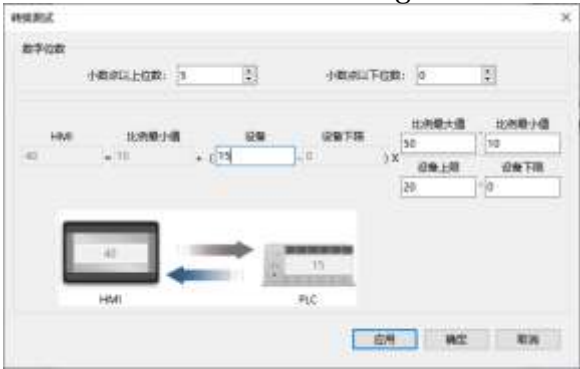 转换测试
数字位数
小数点以上位数: 5 小数点以下位数: 0
比例最大值 比例最小值
HMI 比例最小值 设备 设备下限
50 - 10
40 = 10 + ( 15 - 0 ) X
设备上限 设备下限
20 - 0
40 15
HMI PLC
应用 确定 取消